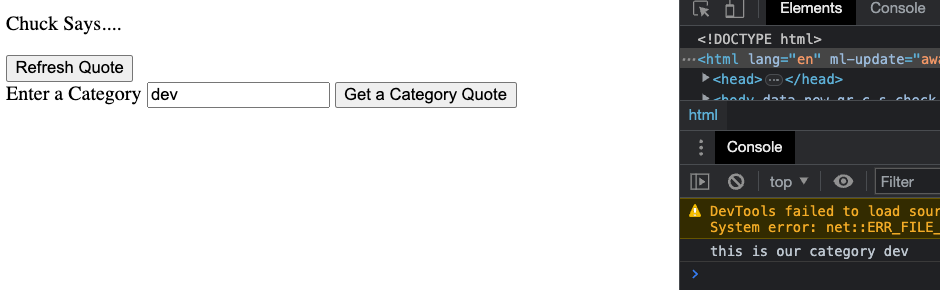 Chuck Says....
Refresh Quote
Enter a Category dev Get a Category Quote
Elements Console
<!DOCTYPE html>
⋯<html lang="en" ml-update="awa
▶<head>⋯</head>
▶<body data-new-gr-c-s-check
html
Console
top ▼ Filter
DevTools failed to load sour
System error: net::ERR_FILE_
this is our category dev
>